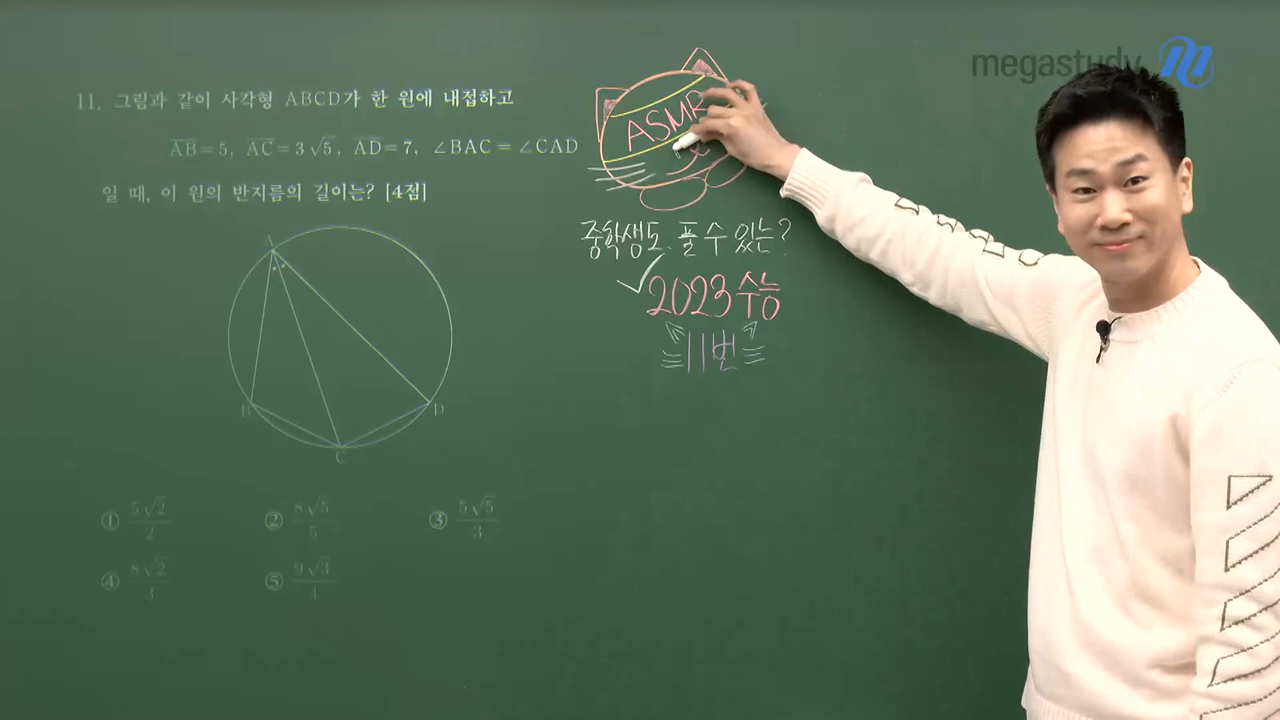 megastudy
11. 그림과 같이 사각형 ABCD가 한 원에 내접하고
AB=5, AC=3√5, AD=7, ∠BAC=∠CAD
일 때, 이 원의 반지름의 길이는? [4점]
A
B
C
D
① 5√2/2 ② 8√5/5 ③ 5√5/3
④ 8√2/3 ⑤ 9√3/4
ASMR
중학생도 풀 수 있는?
2023 수능
11번